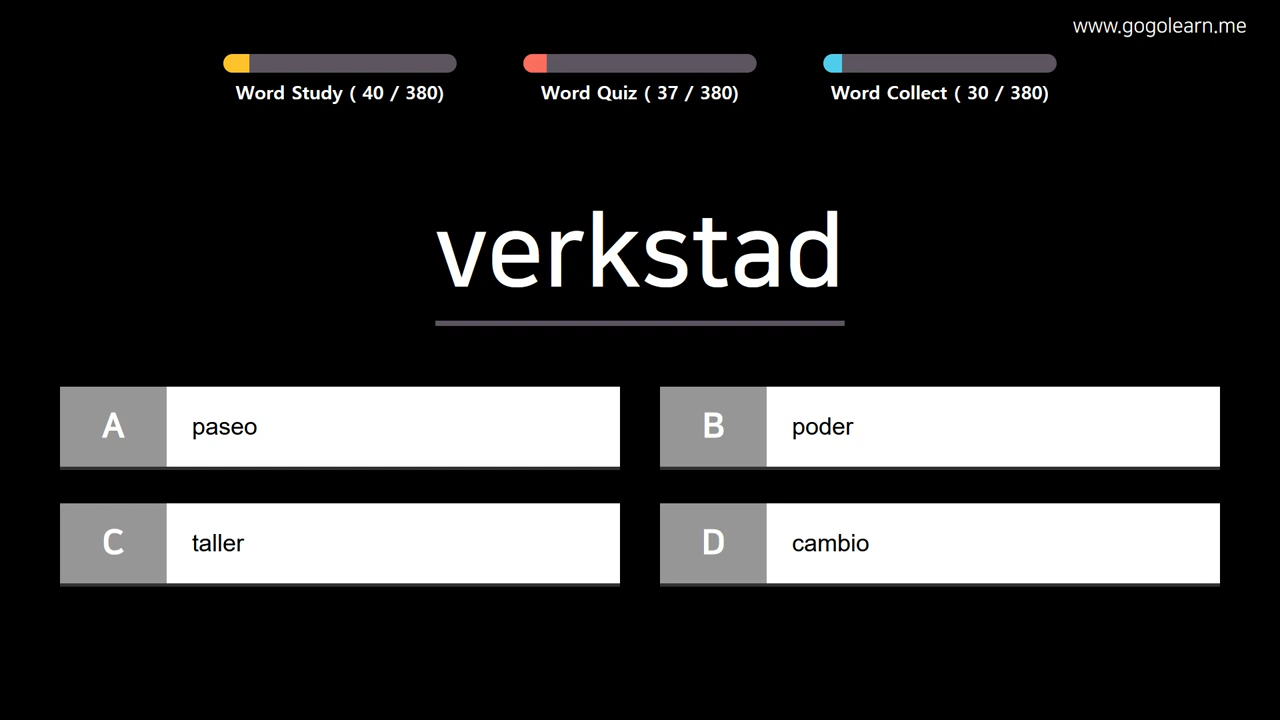 www.gogolearn.me
Word Study ( 40 / 380)
Word Quiz ( 37 / 380)
Word Collect ( 30 / 380)
verkstad
A paseo
B poder
C taller
D cambio